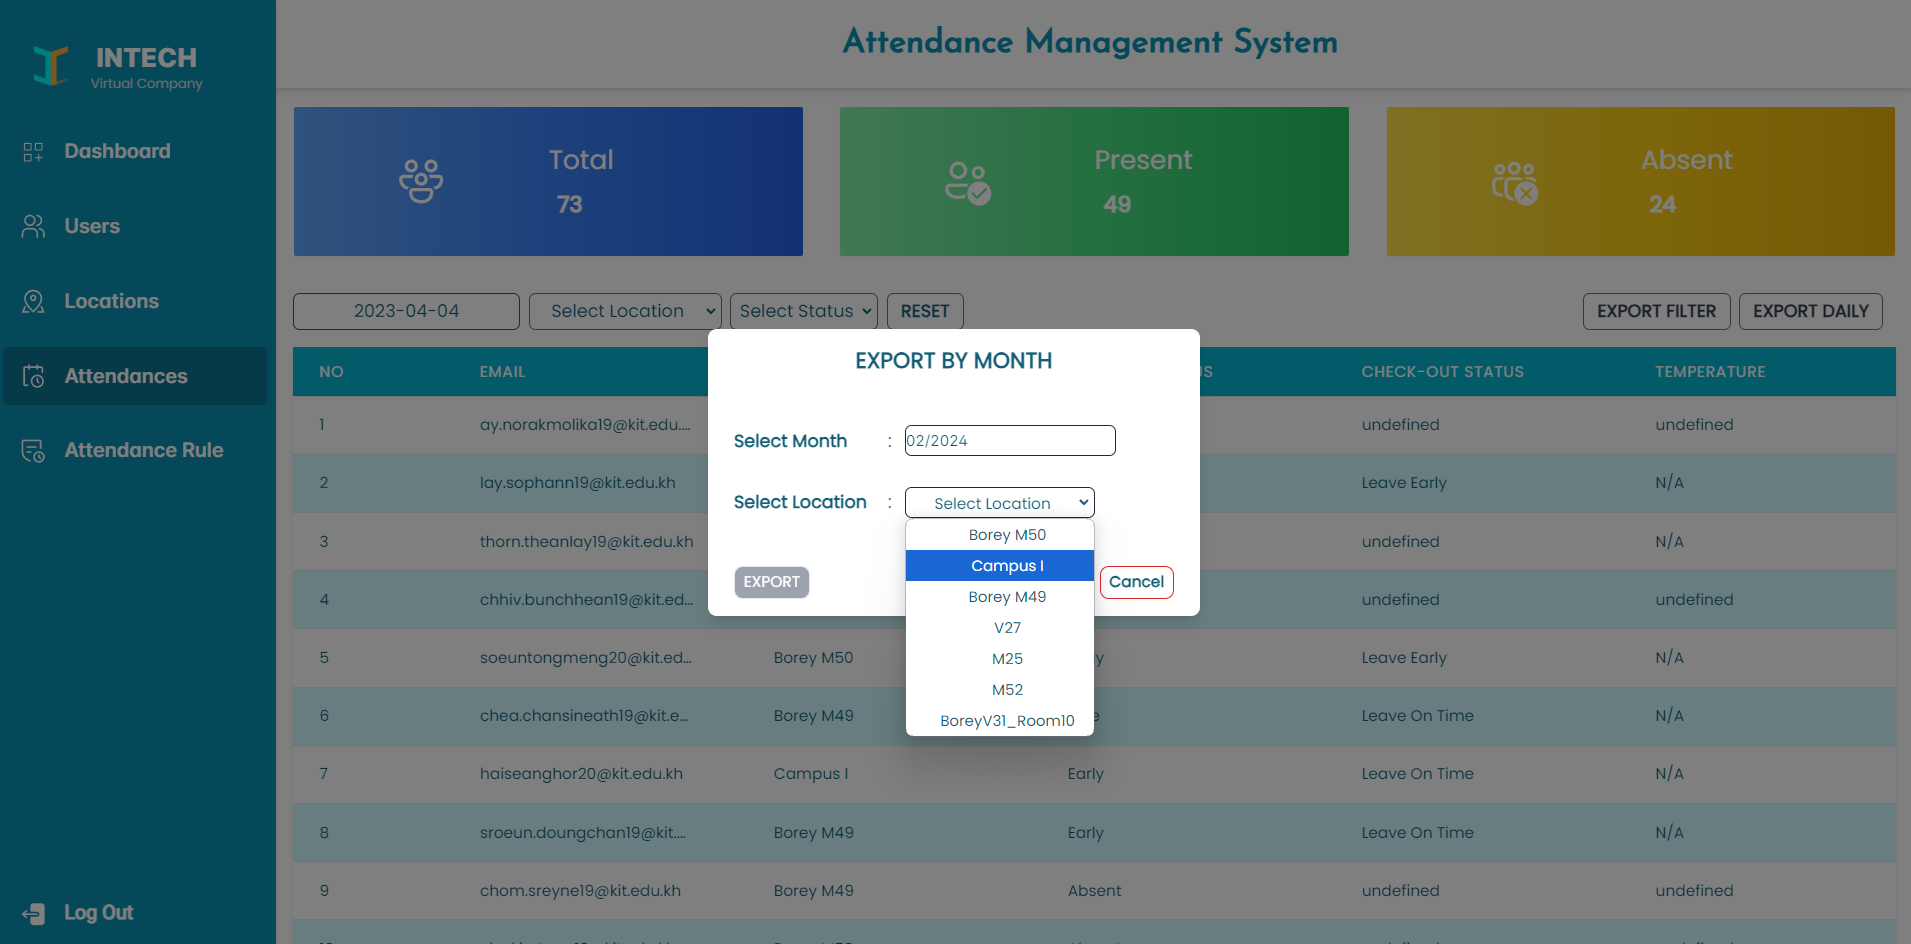 INTECH
Virtual Company
Dashboard
Users
Locations
Attendances
Attendance Rule
Log Out
Attendance Management System
Total
73
Present
49
Absent
24
2023-04-04 Select Location Select Status RESET EXPORT FILTER EXPORT DAILY
NO EMAIL S CHECK-OUT STATUS TEMPERATURE
1 ay.norakmolika19@kit.edu.... undefined undefined
2 lay.sophann19@kit.edu.kh Leave Early N/A
3 thorn.theanlay19@kit.edu.kh undefined N/A
4 chhiv.bunchhean19@kit.ed... undefined undefined
5 soeuntongmeng20@kit.ed... Borey M50 y Leave Early N/A
6 chea.chansineath19@kit.e... Borey M49 e Leave On Time N/A
7 haiseanghor20@kit.edu.kh Campus I Early Leave On Time N/A
8 sroeun.doungchan19@kit.... Borey M49 Early Leave On Time N/A
9 chom.sreyne19@kit.edu.kh Borey M49 Absent undefined undefined
EXPORT BY MONTH
Select Month : 02/2024
Select Location : Select Location
Borey M50
Campus I
Borey M49
V27
M25
M52
BoreyV31_Room10
EXPORT Cancel